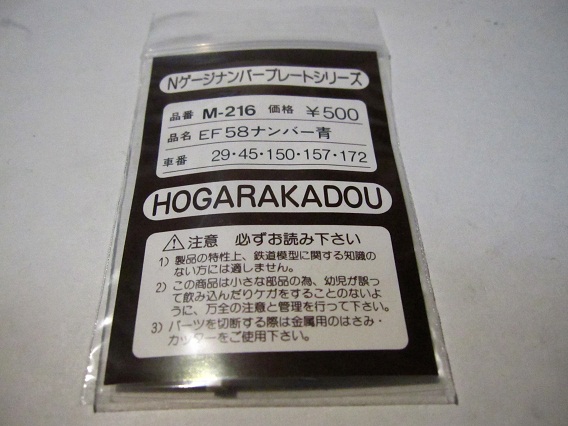 Nゲージナンバープレートシリーズ
品番 M-216 価格 ¥500
品名 EF58ナンバー青
車番 29・45・150・157・172
HOGARAKADOU
⚠注意 必ずお読み下さい
1) 製品の特性上、鉄道模型に関する知識の
ない方には適しません。
2) この商品は小さな部品の為、幼児が誤っ
て飲み込んだりケガをすることのないよ
うに、万全の注意と管理を行って下さい。
3) パーツを切断する際は金属用のはさみ・
カッターをご使用下さい。